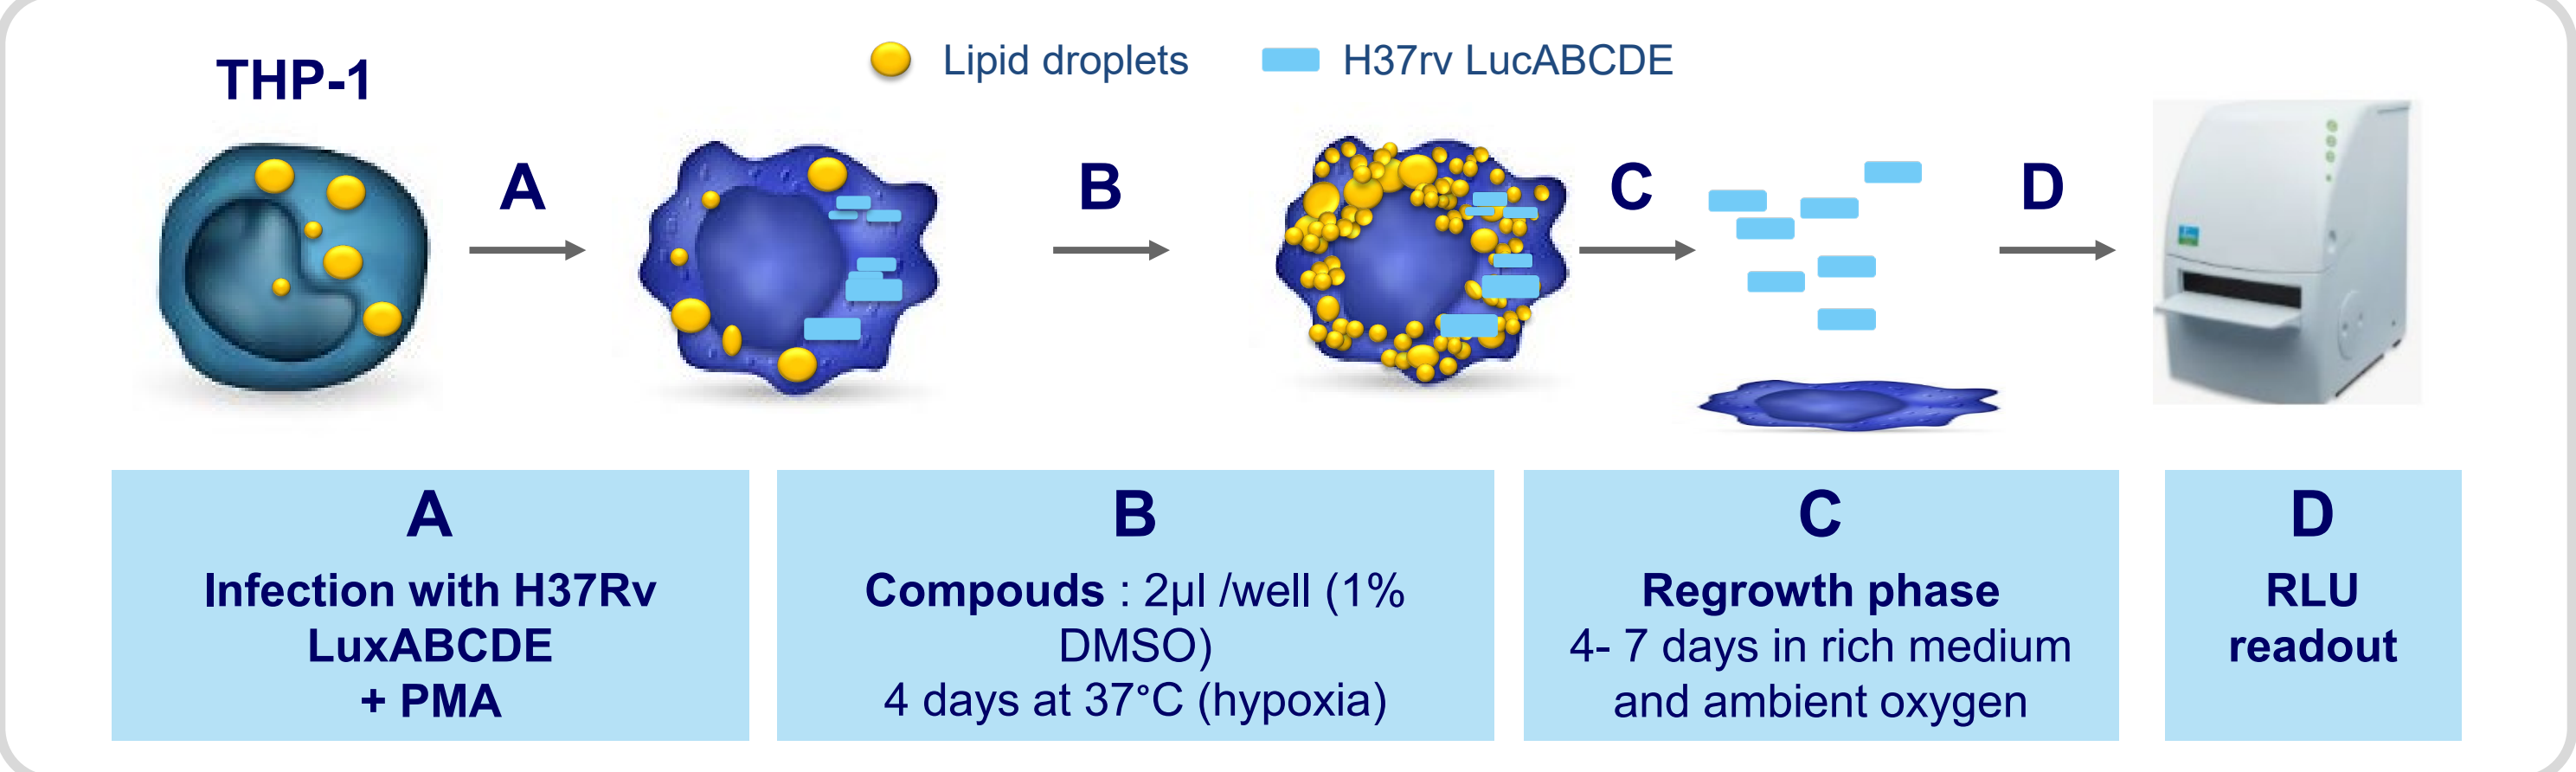 THP-1
Lipid droplets
H37rv LucABCDE
A
B
C
D
A
Infection with H37Rv
LuxABCDE
+ PMA
B
Compouds : 2µl /well (1%
DMSO)
4 days at 37°C (hypoxia)
C
Regrowth phase
4- 7 days in rich medium
and ambient oxygen
D
RLU
readout